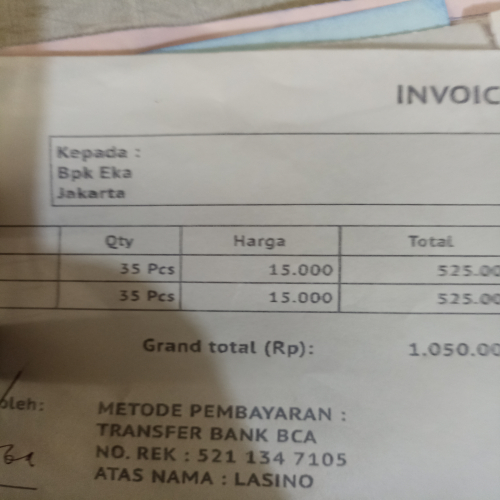 INVOIC
Kepada :
Bpk Eka
Jakarta
Qty Harga Total
35 Pcs 15.000 525.00
35 Pcs 15.000 525.00
Grand total (Rp): 1.050.00
oleh:
METODE PEMBAYARAN :
TRANSFER BANK BCA
NO. REK : 521 134 7105
ATAS NAMA : LASINO